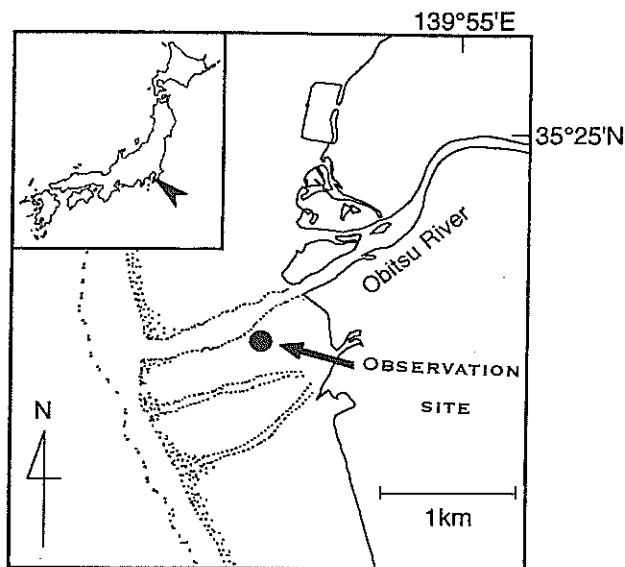 139°55'E
35°25'N
Obitsu River
OBSERVATION
SITE
N
1km